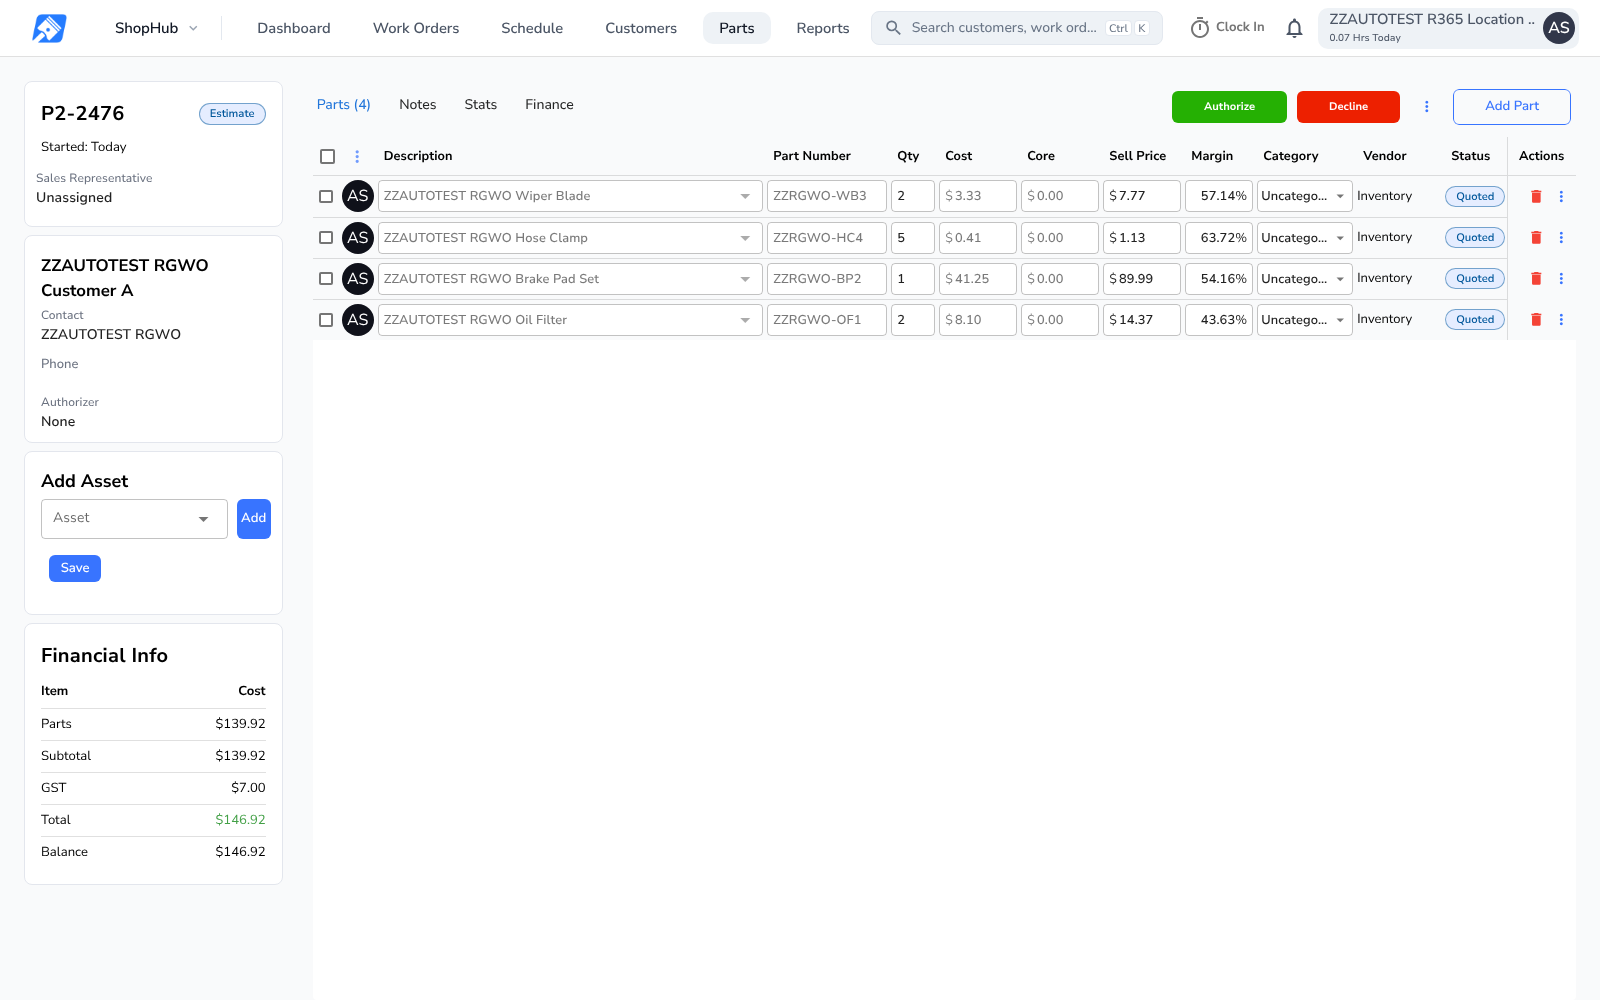 ShopHub
Dashboard
Work Orders
Schedule
Customers
Parts
Reports
Search customers, work ord... Ctrl K
Clock In
ZZAUTOTEST R365 Location ..
0.07 Hrs Today
AS
P2-2476
Estimate
Started: Today
Sales Representative
Unassigned
ZZAUTOTEST RGWO
Customer A
Contact
ZZAUTOTEST RGWO
Phone
Authorizer
None
Add Asset
Asset
Add
Save
Financial Info
Item Cost
Parts $139.92
Subtotal $139.92
GST $7.00
Total $146.92
Balance $146.92
Parts (4) Notes Stats Finance
Authorize Decline Add Part
Description Part Number Qty Cost Core Sell Price Margin Category Vendor Status Actions
AS ZZAUTOTEST RGWO Wiper Blade ZZRGWO-WB3 2 $ 3.33 $ 0.00 $ 7.77 57.14% Uncatego... Inventory Quoted
AS ZZAUTOTEST RGWO Hose Clamp ZZRGWO-HC4 5 $ 0.41 $ 0.00 $ 1.13 63.72% Uncatego... Inventory Quoted
AS ZZAUTOTEST RGWO Brake Pad Set ZZRGWO-BP2 1 $ 41.25 $ 0.00 $ 89.99 54.16% Uncatego... Inventory Quoted
AS ZZAUTOTEST RGWO Oil Filter ZZRGWO-OF1 2 $ 8.10 $ 0.00 $ 14.37 43.63% Uncatego... Inventory Quoted